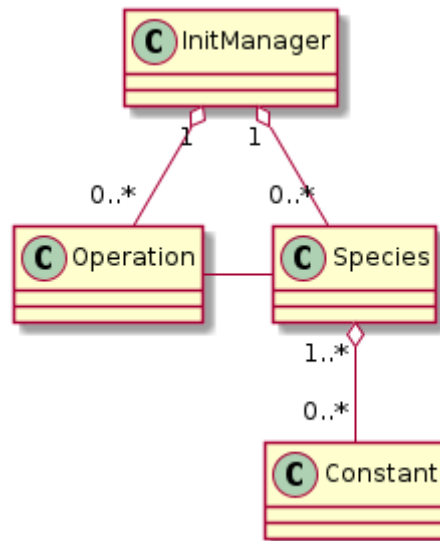 C InitManager
1 1
0..* 0..*
C Operation C Species
1..*
0..*
C Constant